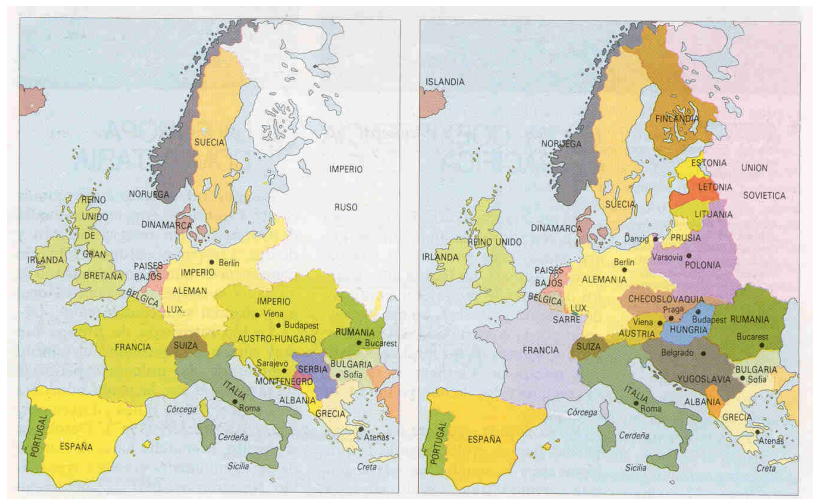 SUECIA
IMPERIO
RUSO
NORUEGA
REINO
UNIDO
DE
GRAN
BRETAÑA
IRLANDA
DINAMARCA
PAISES
BAJOS
BELGICA
LUX.
Berlín
IMPERIO
ALEMAN
IMPERIO
Viena
Budapest
AUSTRO-HUNGARO
FRANCIA
SUIZA
RUMANIA
Bucarest
Sarajevo
SERBIA
MONTENEGRO
BULGARIA
Sofía
ITALIA
Roma
ALBANIA
GRECIA
Atenas
Córcega
Cerdeña
Sicilia
Creta
PORTUGAL
ESPAÑA
ISLANDIA
FINLANDIA
NORUEGA
SUECIA
ESTONIA
LETONIA
LITUANIA
UNION
SOVIETICA
DINAMARCA
Danzig
PRUSIA
Varsovia
POLONIA
IRLANDA
REINO UNIDO
PAISES
BAJOS
BELGICA
LUX.
SARRE
Berlín
ALEMANIA
CHECOSLOVAQUIA
Praga
Viena
AUSTRIA
Budapest
HUNGRIA
RUMANIA
Bucarest
FRANCIA
SUIZA
Belgrado
YUGOSLAVIA
BULGARIA
Sofía
ITALIA
Roma
ALBANIA
GRECIA
Atenas
Córcega
Cerdeña
Sicilia
Creta
PORTUGAL
ESPAÑA